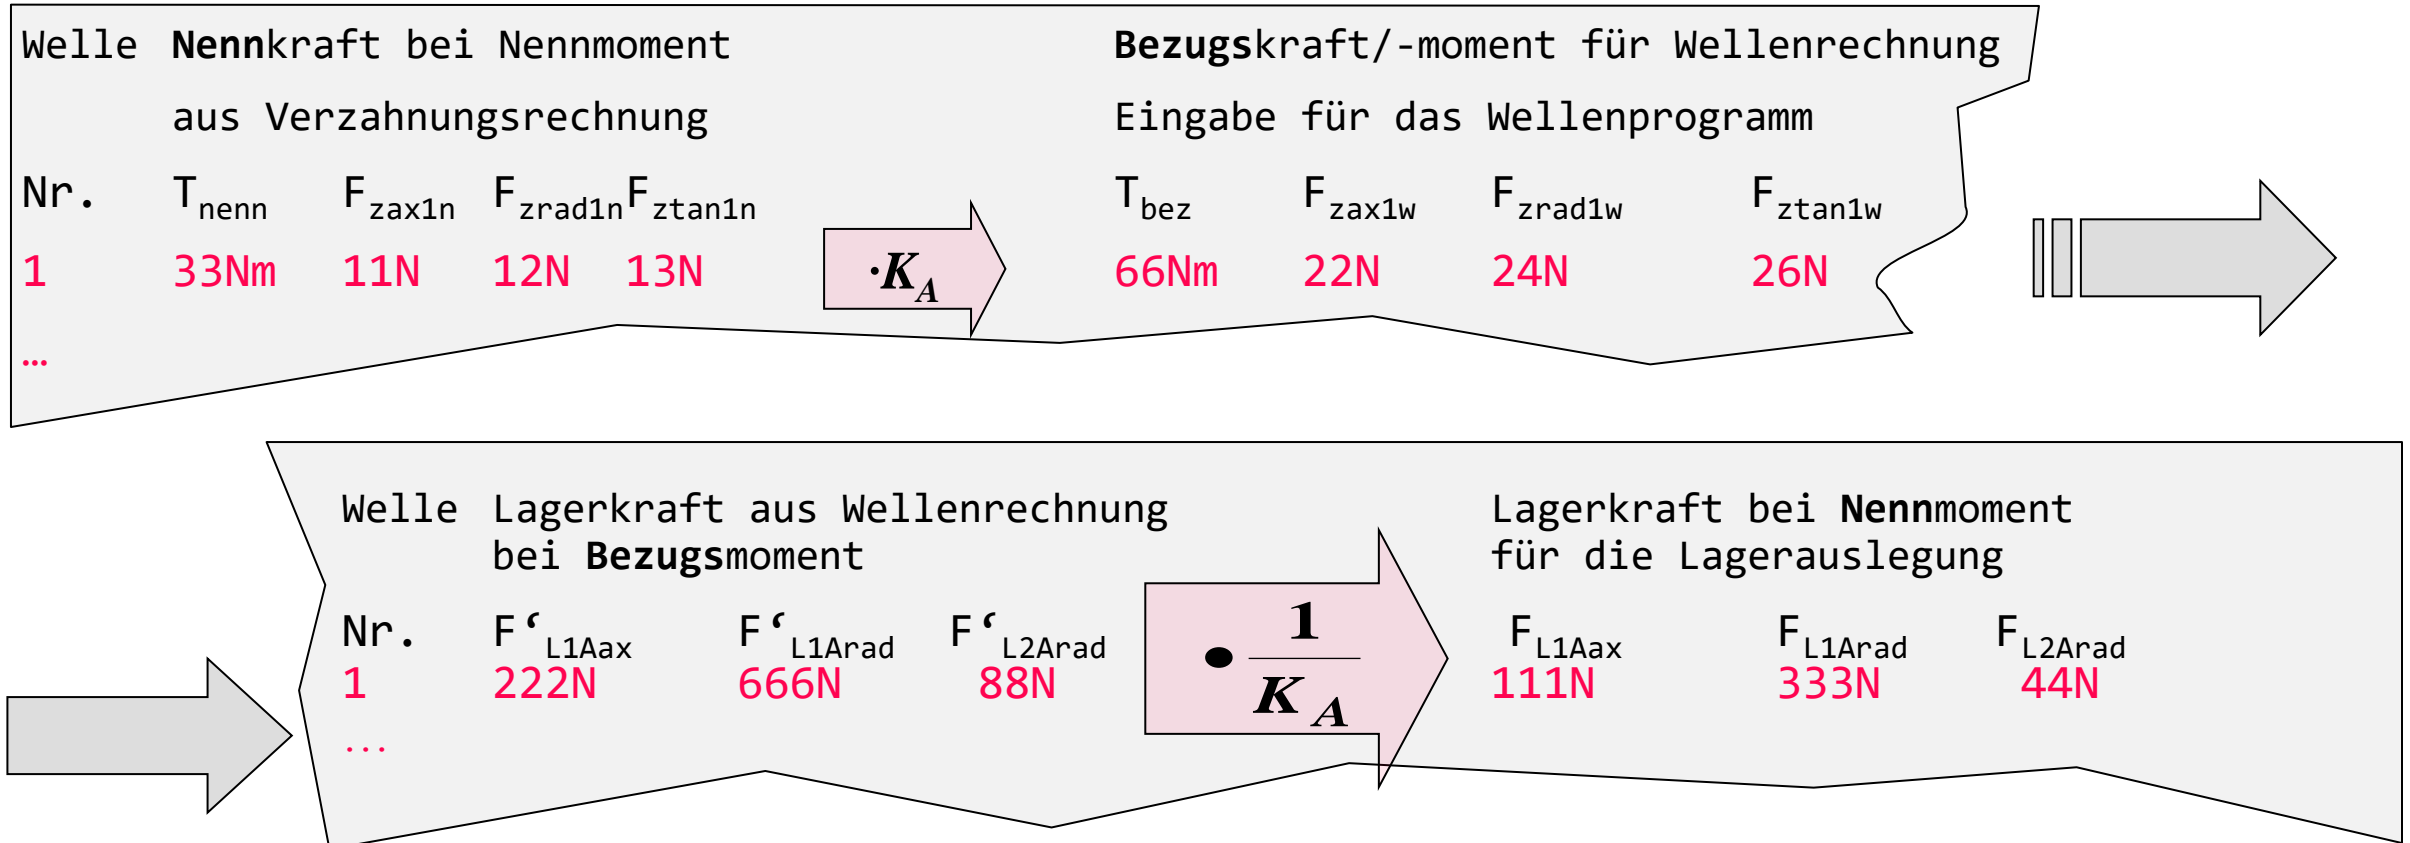 Welle Nennkraft bei Nennmoment Bezugskraft/-moment für Wellenrechnung
aus Verzahnungsrechnung Eingabe für das Wellenprogramm
Nr. Tnenn Fzax1n Fzrad1n Fztan1n Tbez Fzax1w Fzrad1w Fztan1w
1 33Nm 11N 12N 13N ·KA 66Nm 22N 24N 26N
…
Welle Lagerkraft aus Wellenrechnung Lagerkraft bei Nennmoment
bei Bezugsmoment für die Lagerauslegung
Nr. F‘L1Aax F‘L1Arad F‘L2Arad • 1/KA FL1Aax FL1Arad FL2Arad
1 222N 666N 88N 111N 333N 44N
...